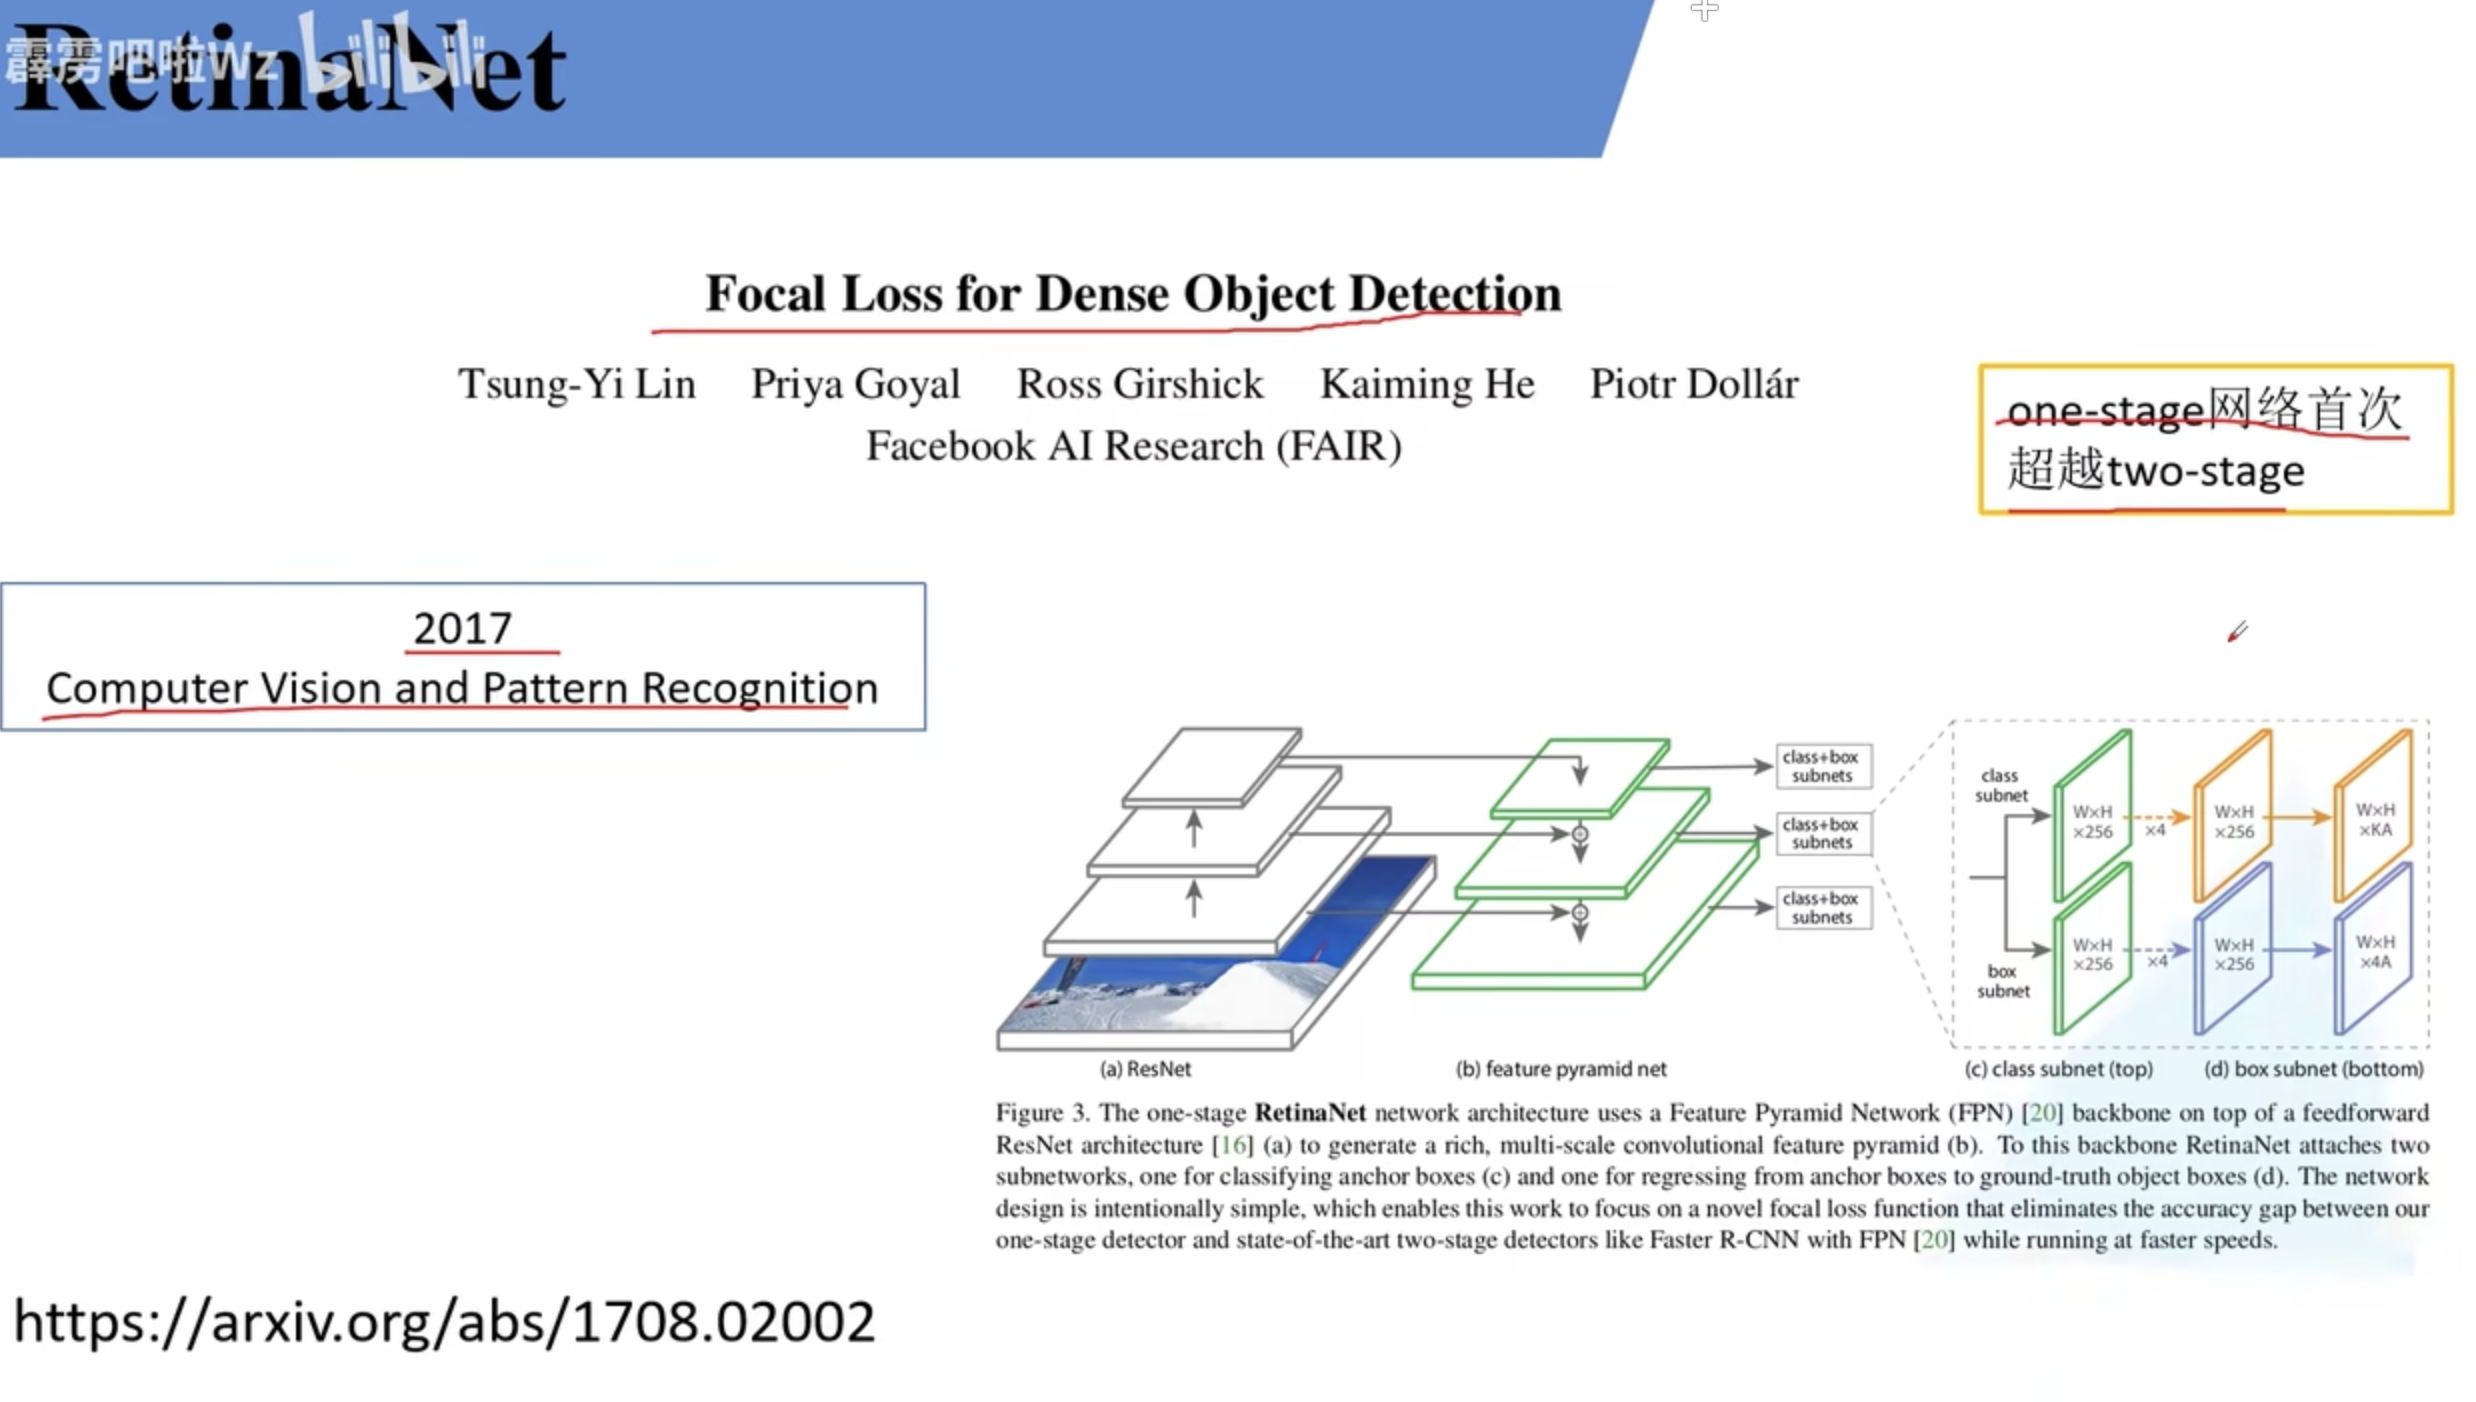 RetinaNet
霹雳吧啦Wz bilibili
Focal Loss for Dense Object Detection
Tsung-Yi Lin Priya Goyal Ross Girshick Kaiming He Piotr Dollár
Facebook AI Research (FAIR)
one-stage网络首次
超越two-stage
2017
Computer Vision and Pattern Recognition
class+box
subnets
class+box
subnets
class+box
subnets
class
subnet
W×H
×256
×4
W×H
×256
W×H
×KA
box
subnet
W×H
×256
×4
W×H
×256
W×H
×4A
(a) ResNet
(b) feature pyramid net
(c) class subnet (top)
(d) box subnet (bottom)
Figure 3. The one-stage RetinaNet network architecture uses a Feature Pyramid Network (FPN) [20] backbone on top of a feedforward
ResNet architecture [16] (a) to generate a rich, multi-scale convolutional feature pyramid (b). To this backbone RetinaNet attaches two
subnetworks, one for classifying anchor boxes (c) and one for regressing from anchor boxes to ground-truth object boxes (d). The network
design is intentionally simple, which enables this work to focus on a novel focal loss function that eliminates the accuracy gap between our
one-stage detector and state-of-the-art two-stage detectors like Faster R-CNN with FPN [20] while running at faster speeds.
https://arxiv.org/abs/1708.02002